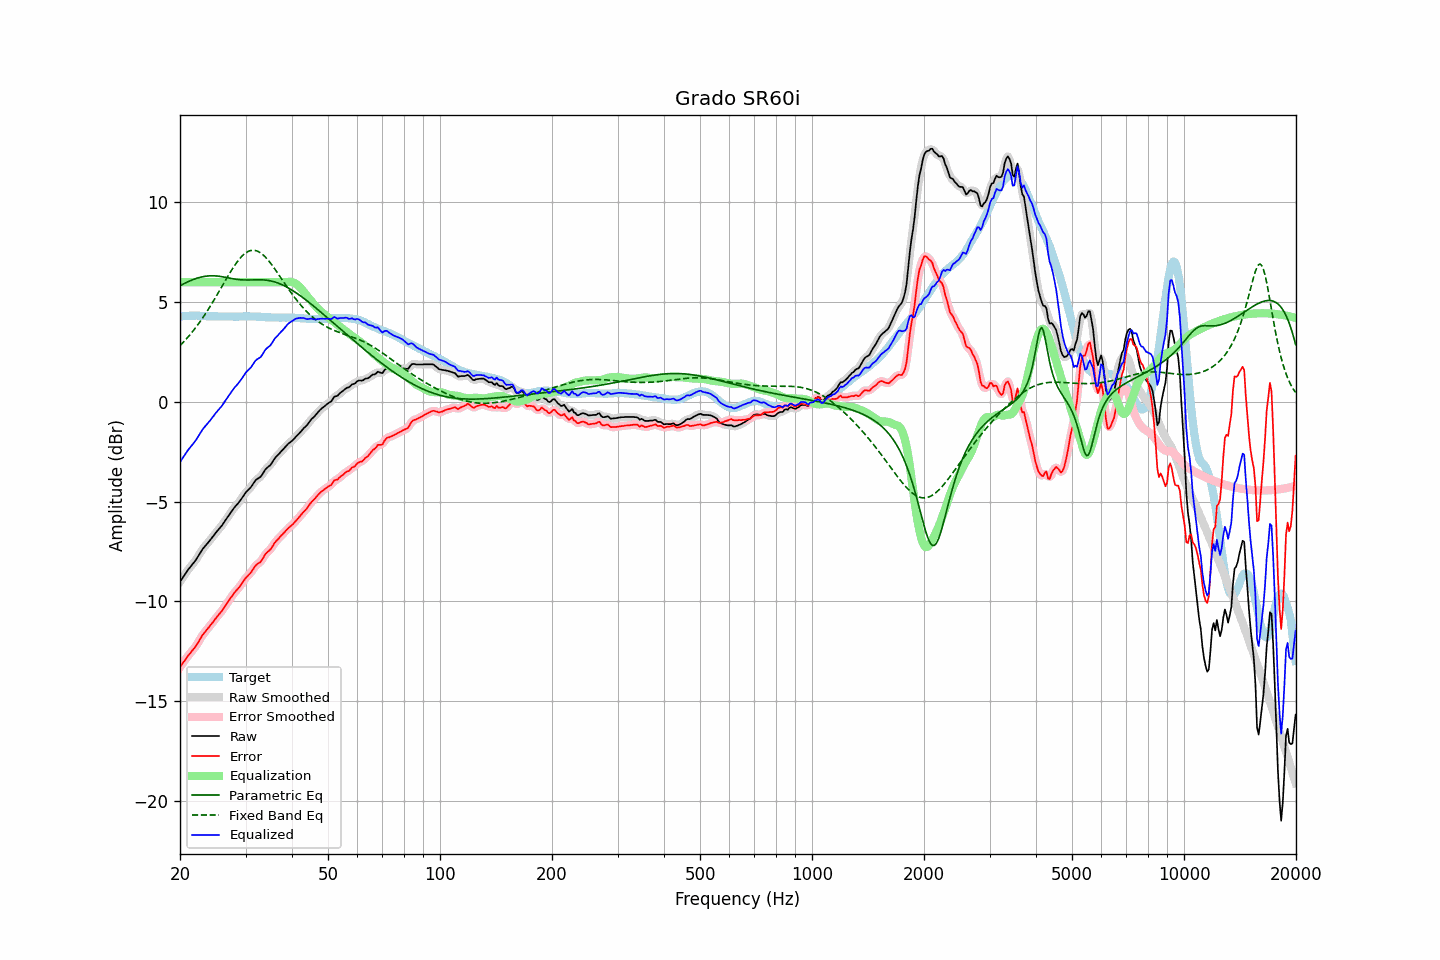 Grado SR60i
Amplitude (dBr)
10
5
0
−5
−10
−15
−20
Target
Raw Smoothed
Error Smoothed
Raw
Error
Equalization
Parametric Eq
Fixed Band Eq
Equalized
20 50 100 200 500 1000 2000 5000 10000 20000
Frequency (Hz)